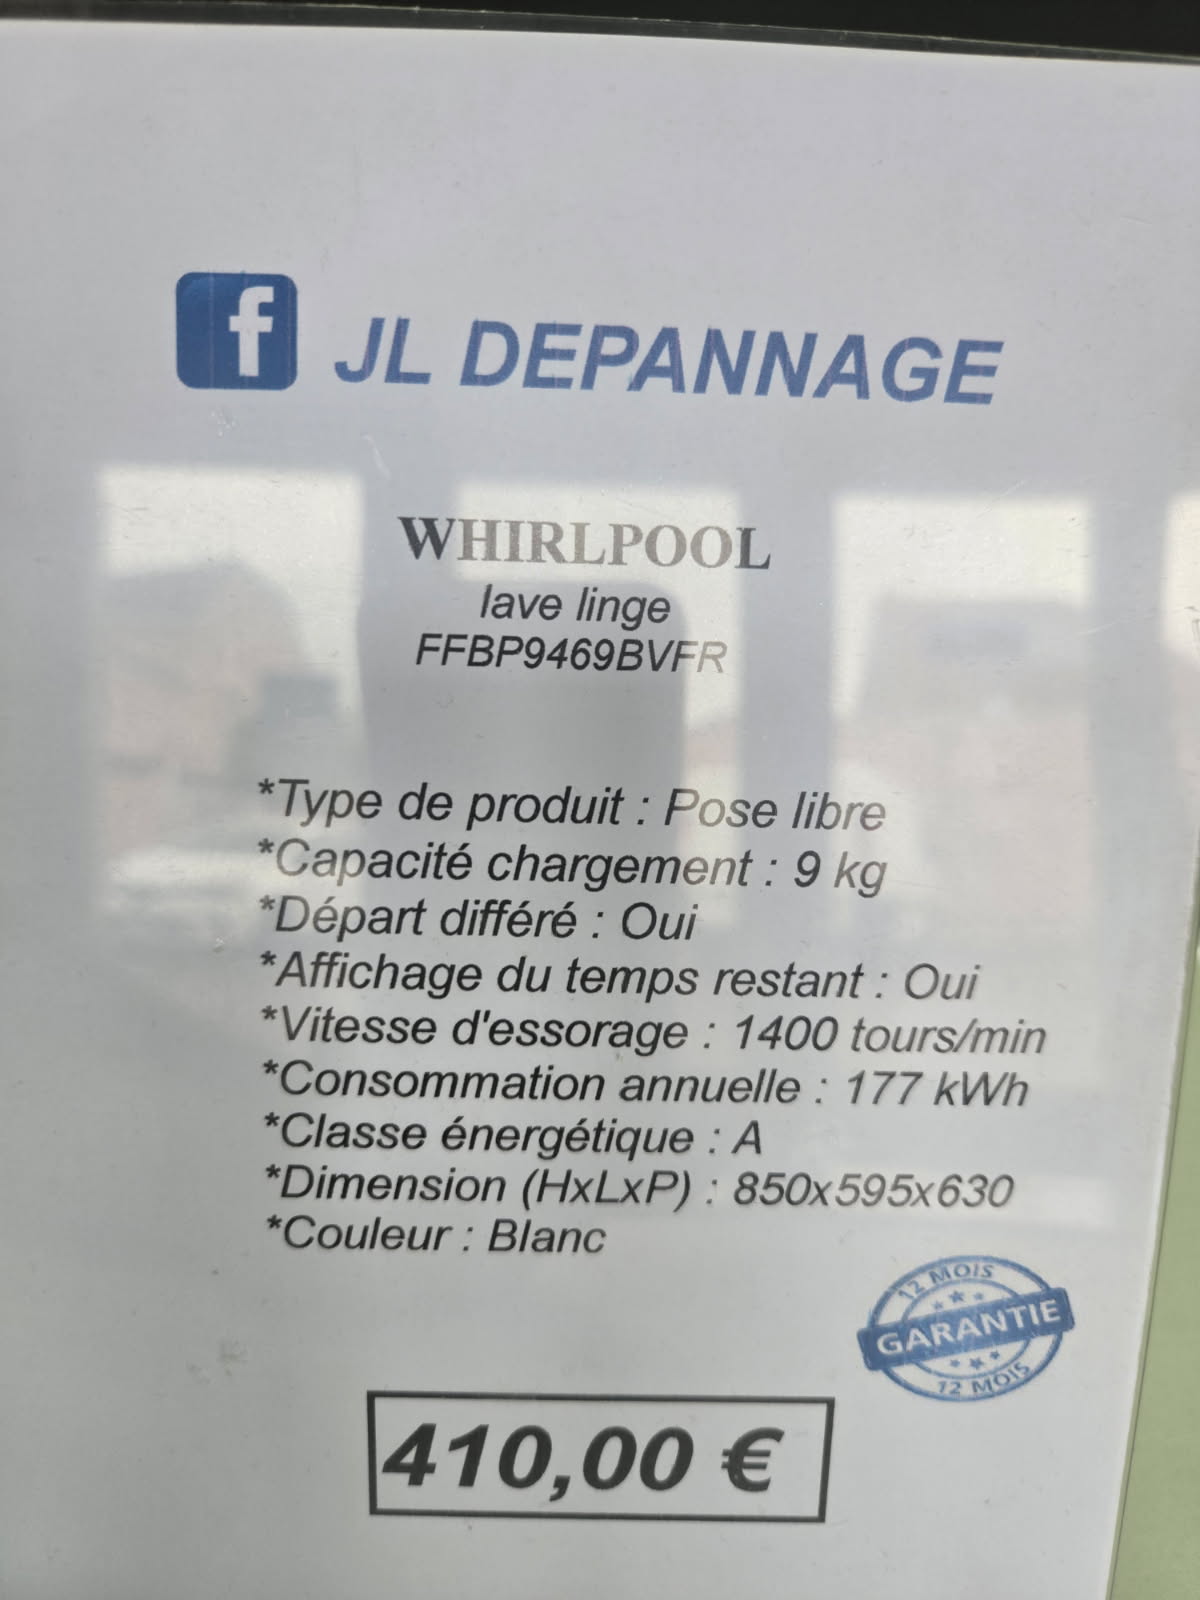 f JL DEPANNAGE
WHIRLPOOL
lave linge
FFBP9469BVFR
*Type de produit : Pose libre
*Capacité chargement : 9 kg
*Départ différé : Oui
*Affichage du temps restant : Oui
*Vitesse d'essorage : 1400 tours/min
*Consommation annuelle : 177 kWh
*Classe énergétique : A
*Dimension (HxLxP) : 850x595x630
*Couleur : Blanc
12 MOIS
GARANTIE
12 MOIS
410,00 €